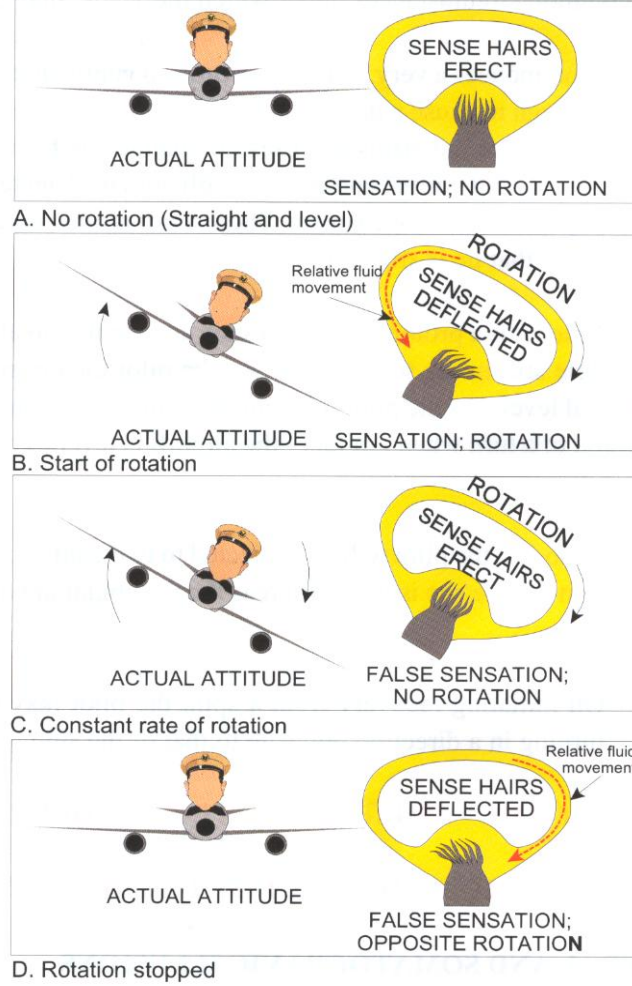 SENSE HAIRS
ERECT
ACTUAL ATTITUDE
SENSATION; NO ROTATION
A. No rotation (Straight and level)
ROTATION
Relative fluid
movement
SENSE HAIRS
DEFLECTED
ACTUAL ATTITUDE
SENSATION; ROTATION
B. Start of rotation
ROTATION
SENSE HAIRS
ERECT
ACTUAL ATTITUDE
FALSE SENSATION;
NO ROTATION
C. Constant rate of rotation
Relative fluid
movement
SENSE HAIRS
DEFLECTED
ACTUAL ATTITUDE
FALSE SENSATION;
OPPOSITE ROTATION
D. Rotation stopped